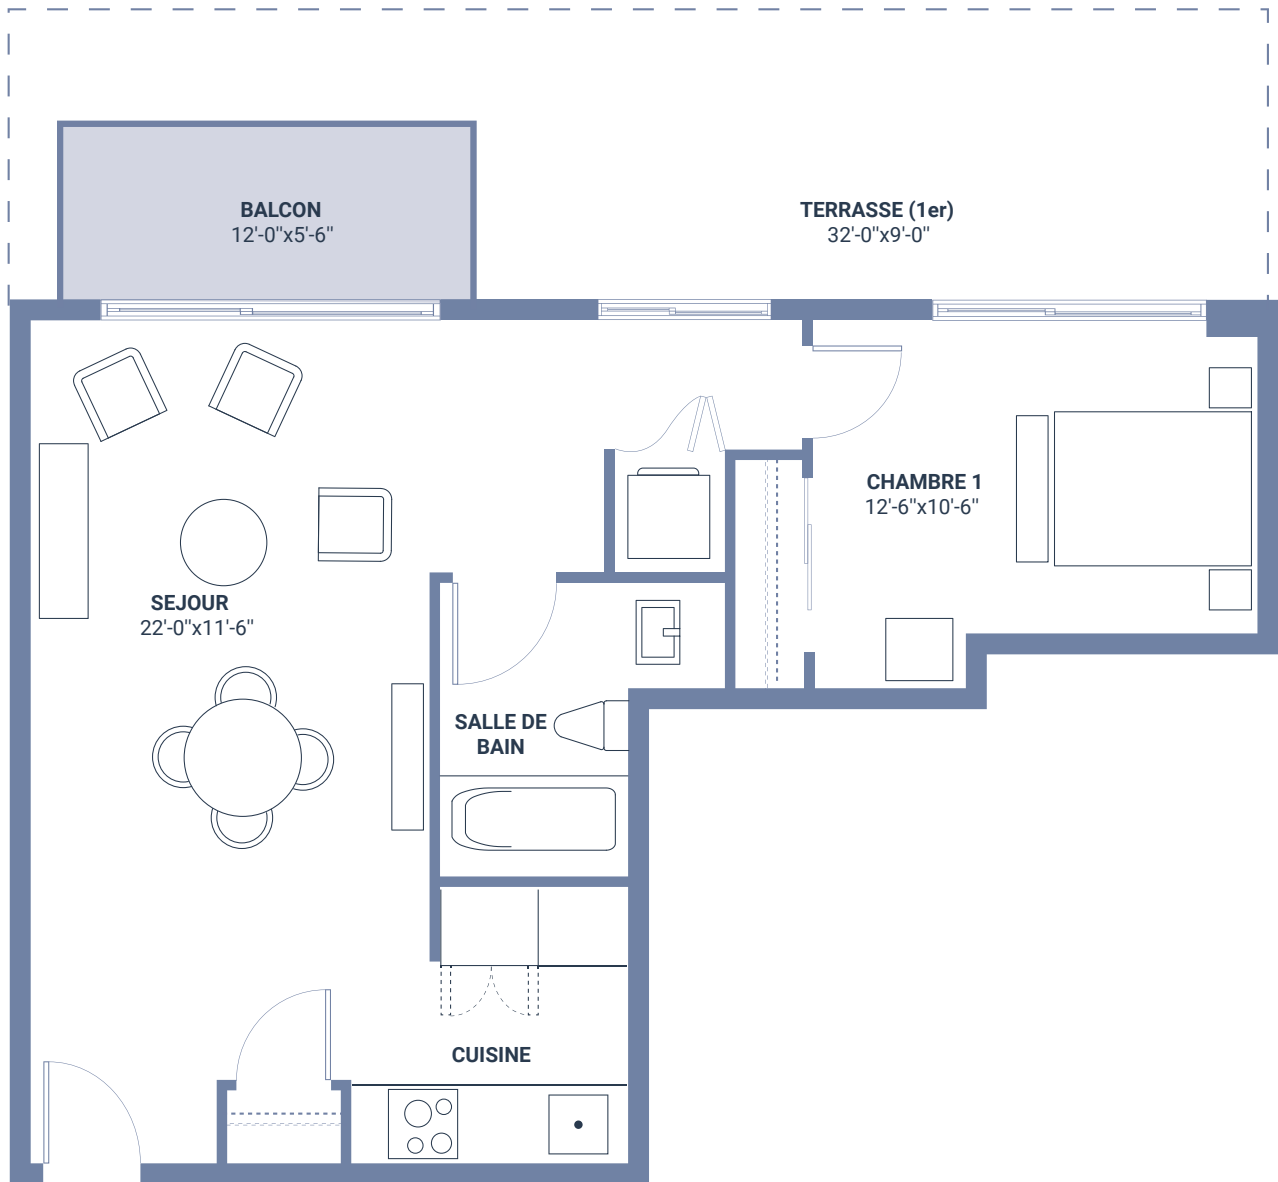 BALCON
12'-0"x5'-6"
TERRASSE (1er)
32'-0"x9'-0"
CHAMBRE 1
12'-6"x10'-6"
SEJOUR
22'-0"x11'-6"
SALLE DE
BAIN
CUISINE